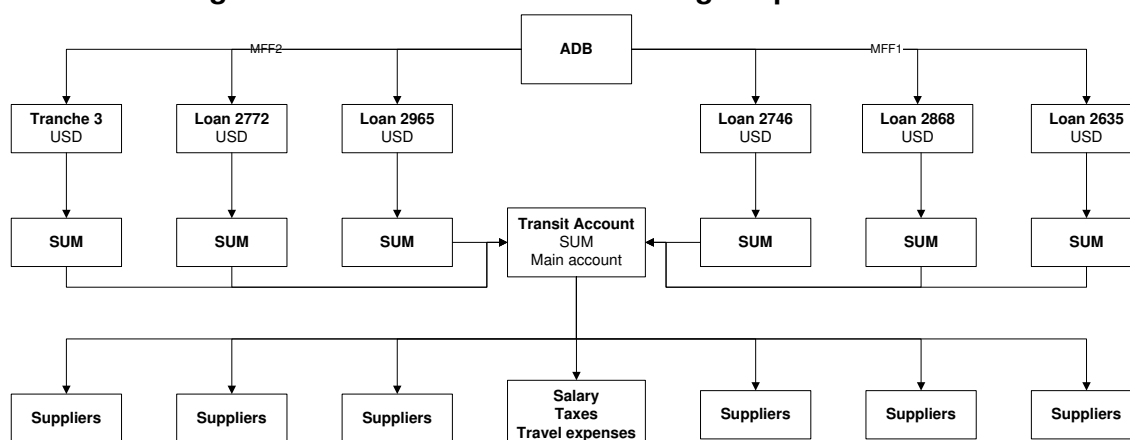 ADB
MFF2
MFF1
Tranche 3
USD
Loan 2772
USD
Loan 2965
USD
Loan 2746
USD
Loan 2868
USD
Loan 2635
USD
SUM
SUM
SUM
Transit Account
SUM
Main account
SUM
SUM
SUM
Suppliers
Suppliers
Suppliers
Salary
Taxes
Travel expenses
Suppliers
Suppliers
Suppliers